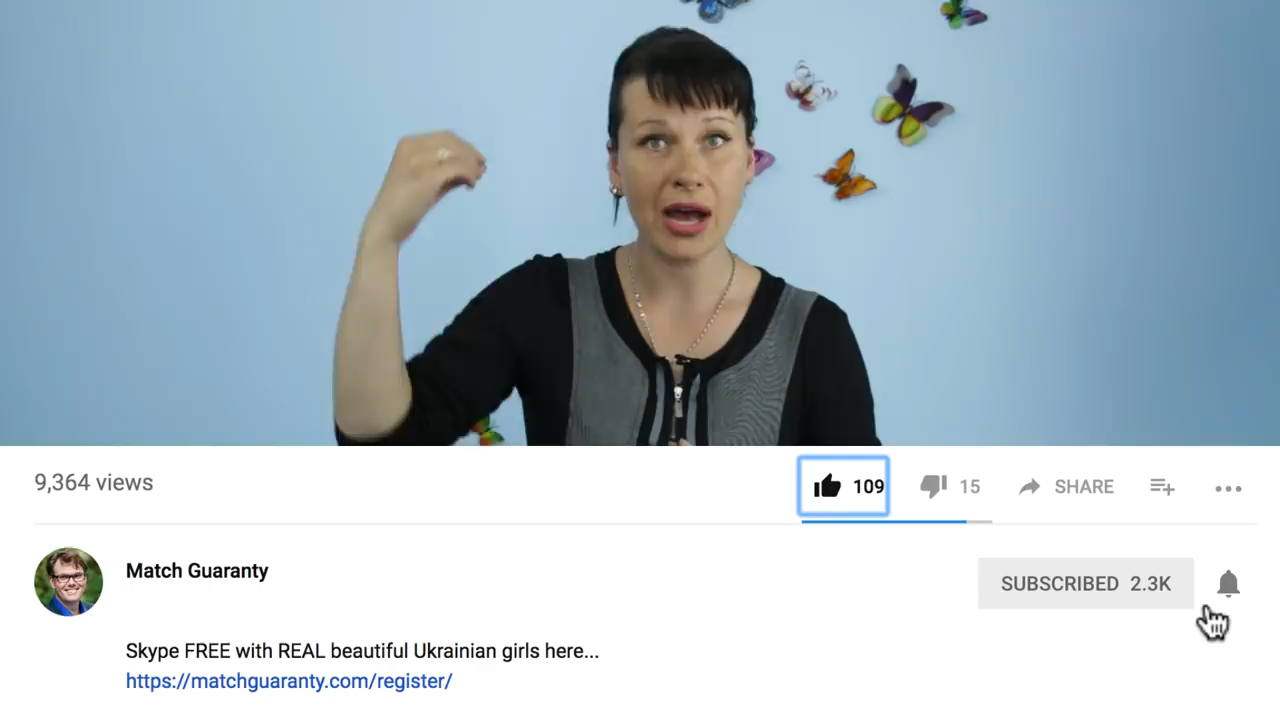 9,364 views
109
15
SHARE
Match Guaranty
SUBSCRIBED 2.3K
Skype FREE with REAL beautiful Ukrainian girls here...
https://matchguaranty.com/register/